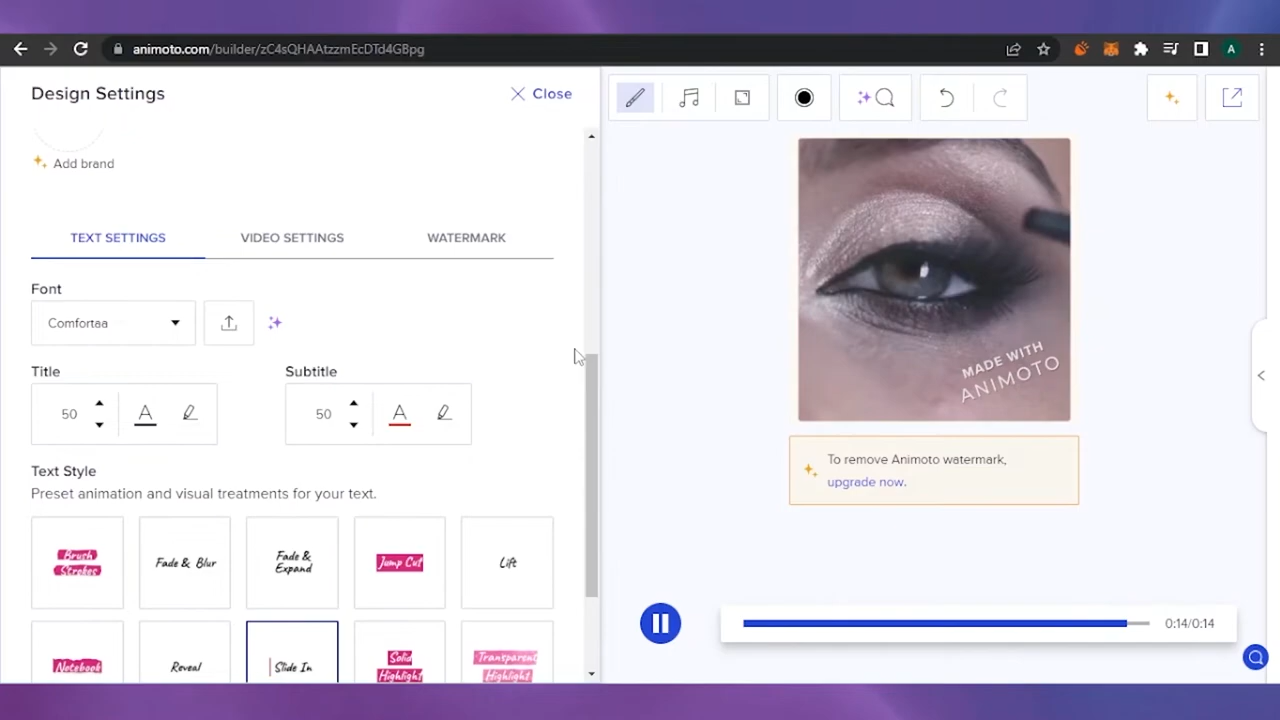 animoto.com/builder/zC4sQHAAtzzmEcDTd4GBpg
A
Design Settings
Close
Add brand
TEXT SETTINGS
VIDEO SETTINGS
WATERMARK
Font
Comfortaa
Title
Subtitle
50
A
50
A
Text Style
Preset animation and visual treatments for your text.
Brush
Strokes
Fade & Blur
Fade &
Expand
Jump Cut
Lift
Notebook
Reveal
Slide In
Solid
Highlight
Transparent
Highlight
MADE WITH
ANIMOTO
To remove Animoto watermark,
upgrade now.
0:14/0:14